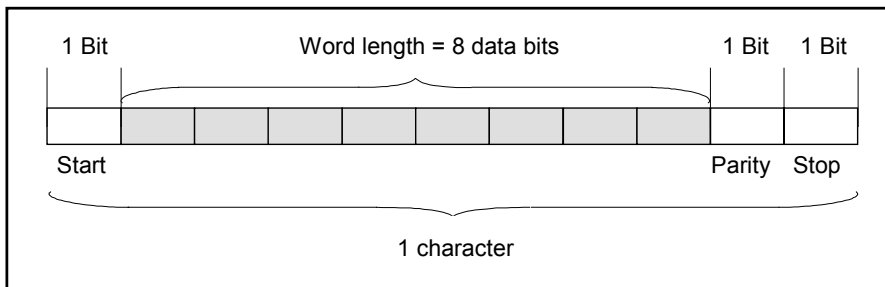 1 Bit Word length = 8 data bits 1 Bit 1 Bit
Start Parity Stop
1 character